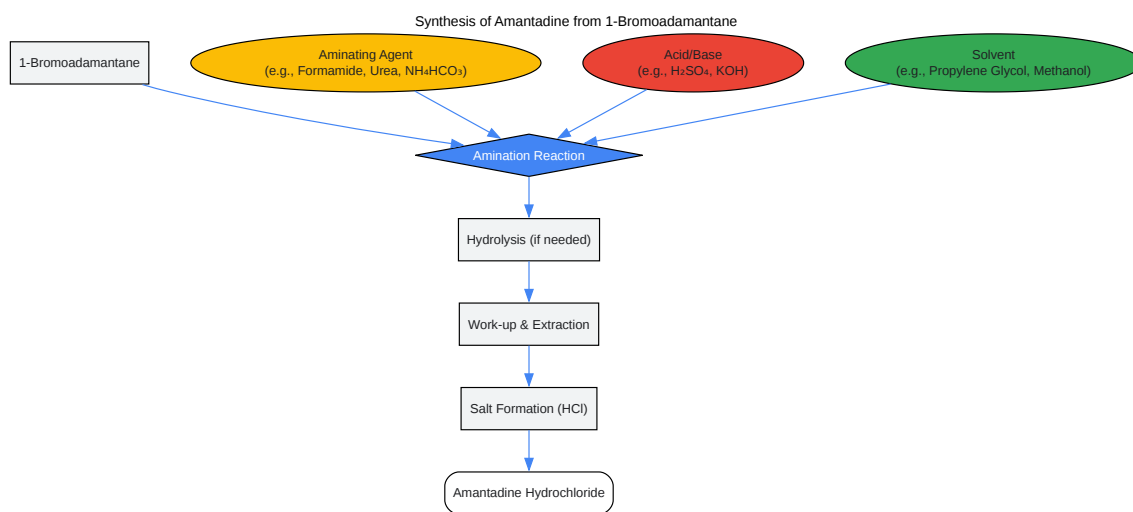 Synthesis of Amantadine from 1-Bromoadamantane
1-Bromoadamantane
Aminating Agent
(e.g., Formamide, Urea, NH₄HCO₃)
Acid/Base
(e.g., H₂SO₄, KOH)
Solvent
(e.g., Propylene Glycol, Methanol)
Amination Reaction
Hydrolysis (if needed)
Work-up & Extraction
Salt Formation (HCl)
Amantadine Hydrochloride